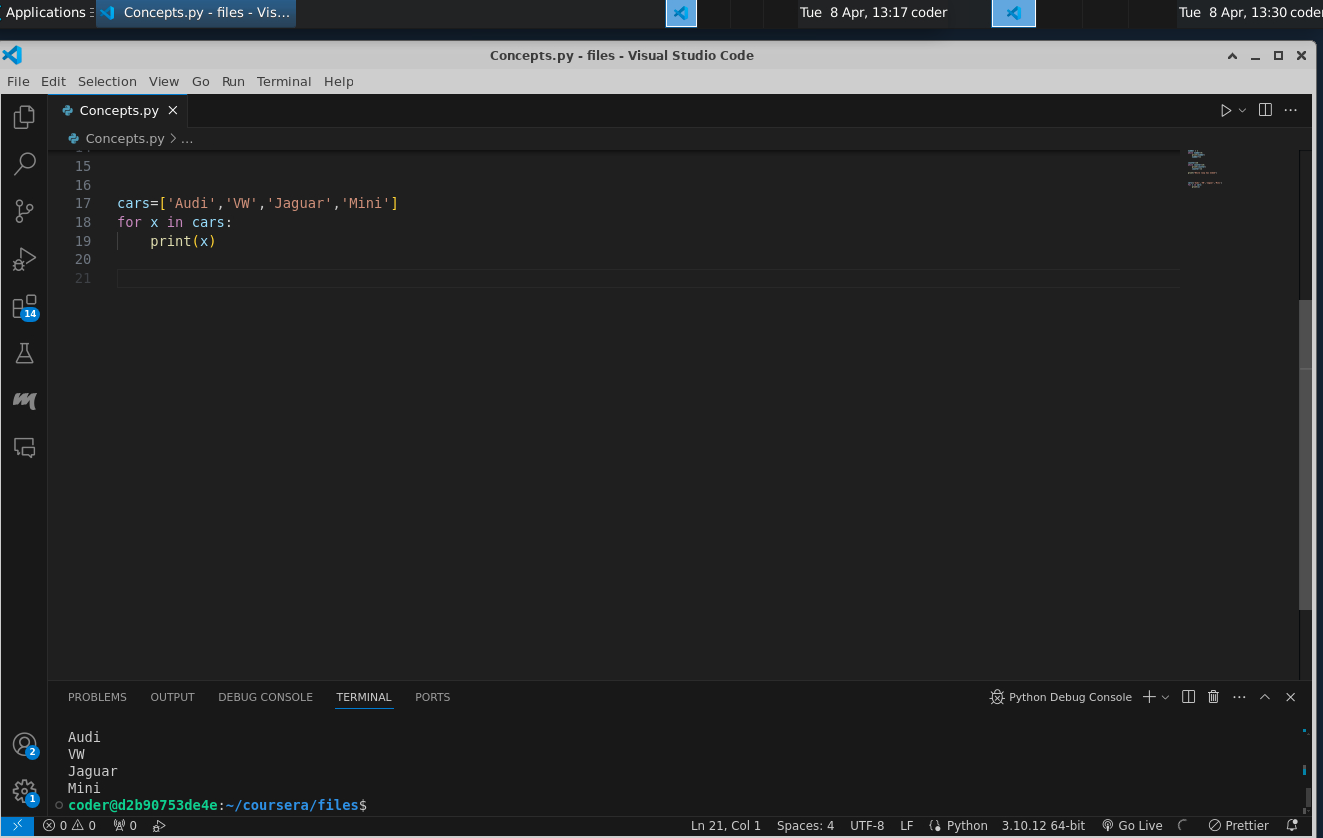 Applications
Concepts.py - files - Vis...
Tue 8 Apr, 13:17 coder
Tue 8 Apr, 13:30 coder
Concepts.py - files - Visual Studio Code
File Edit Selection View Go Run Terminal Help
Concepts.py
Concepts.py > ...
15
16
17 cars=['Audi','VW','Jaguar','Mini']
18 for x in cars:
19     print(x)
20
21
14
PROBLEMS OUTPUT DEBUG CONSOLE TERMINAL PORTS
Python Debug Console
Audi
VW
Jaguar
Mini
coder@d2b90753de4e:~/coursera/files$
2
1
0 0 0
Ln 21, Col 1 Spaces: 4 UTF-8 LF Python 3.10.12 64-bit Go Live Prettier